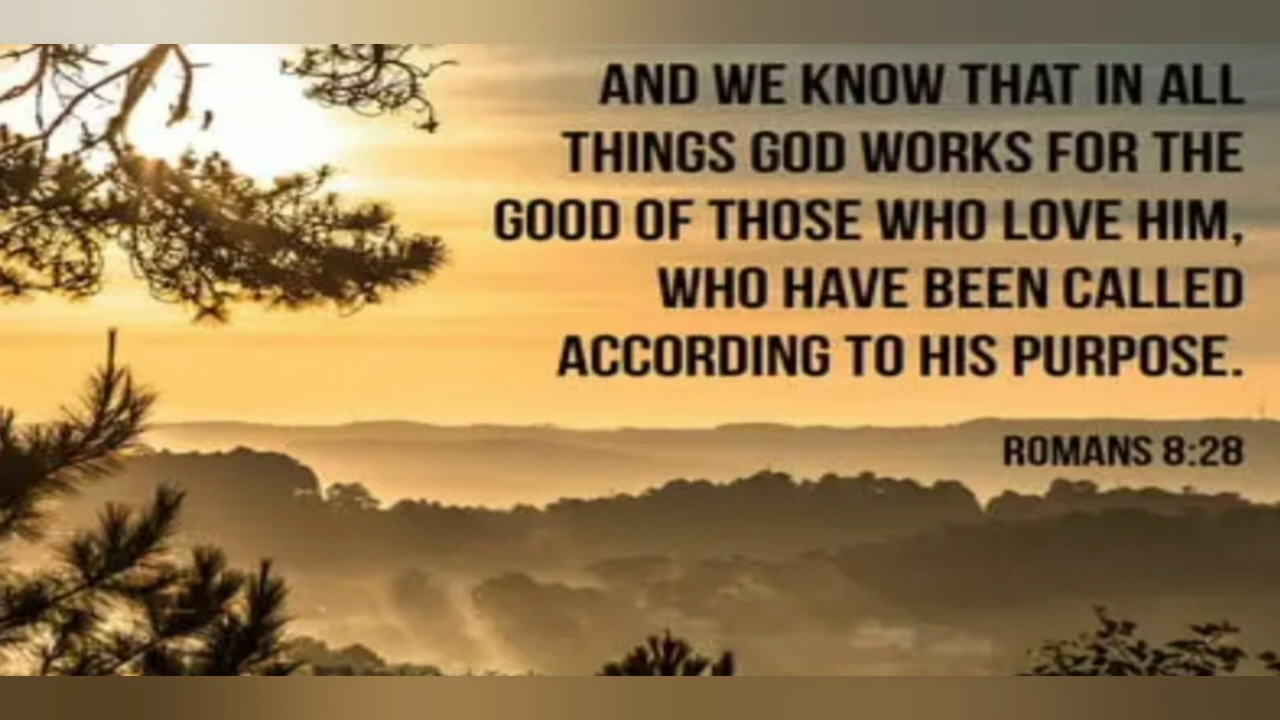 AND WE KNOW THAT IN ALL
THINGS GOD WORKS FOR THE
GOOD OF THOSE WHO LOVE HIM,
WHO HAVE BEEN CALLED
ACCORDING TO HIS PURPOSE.
ROMANS 8:28